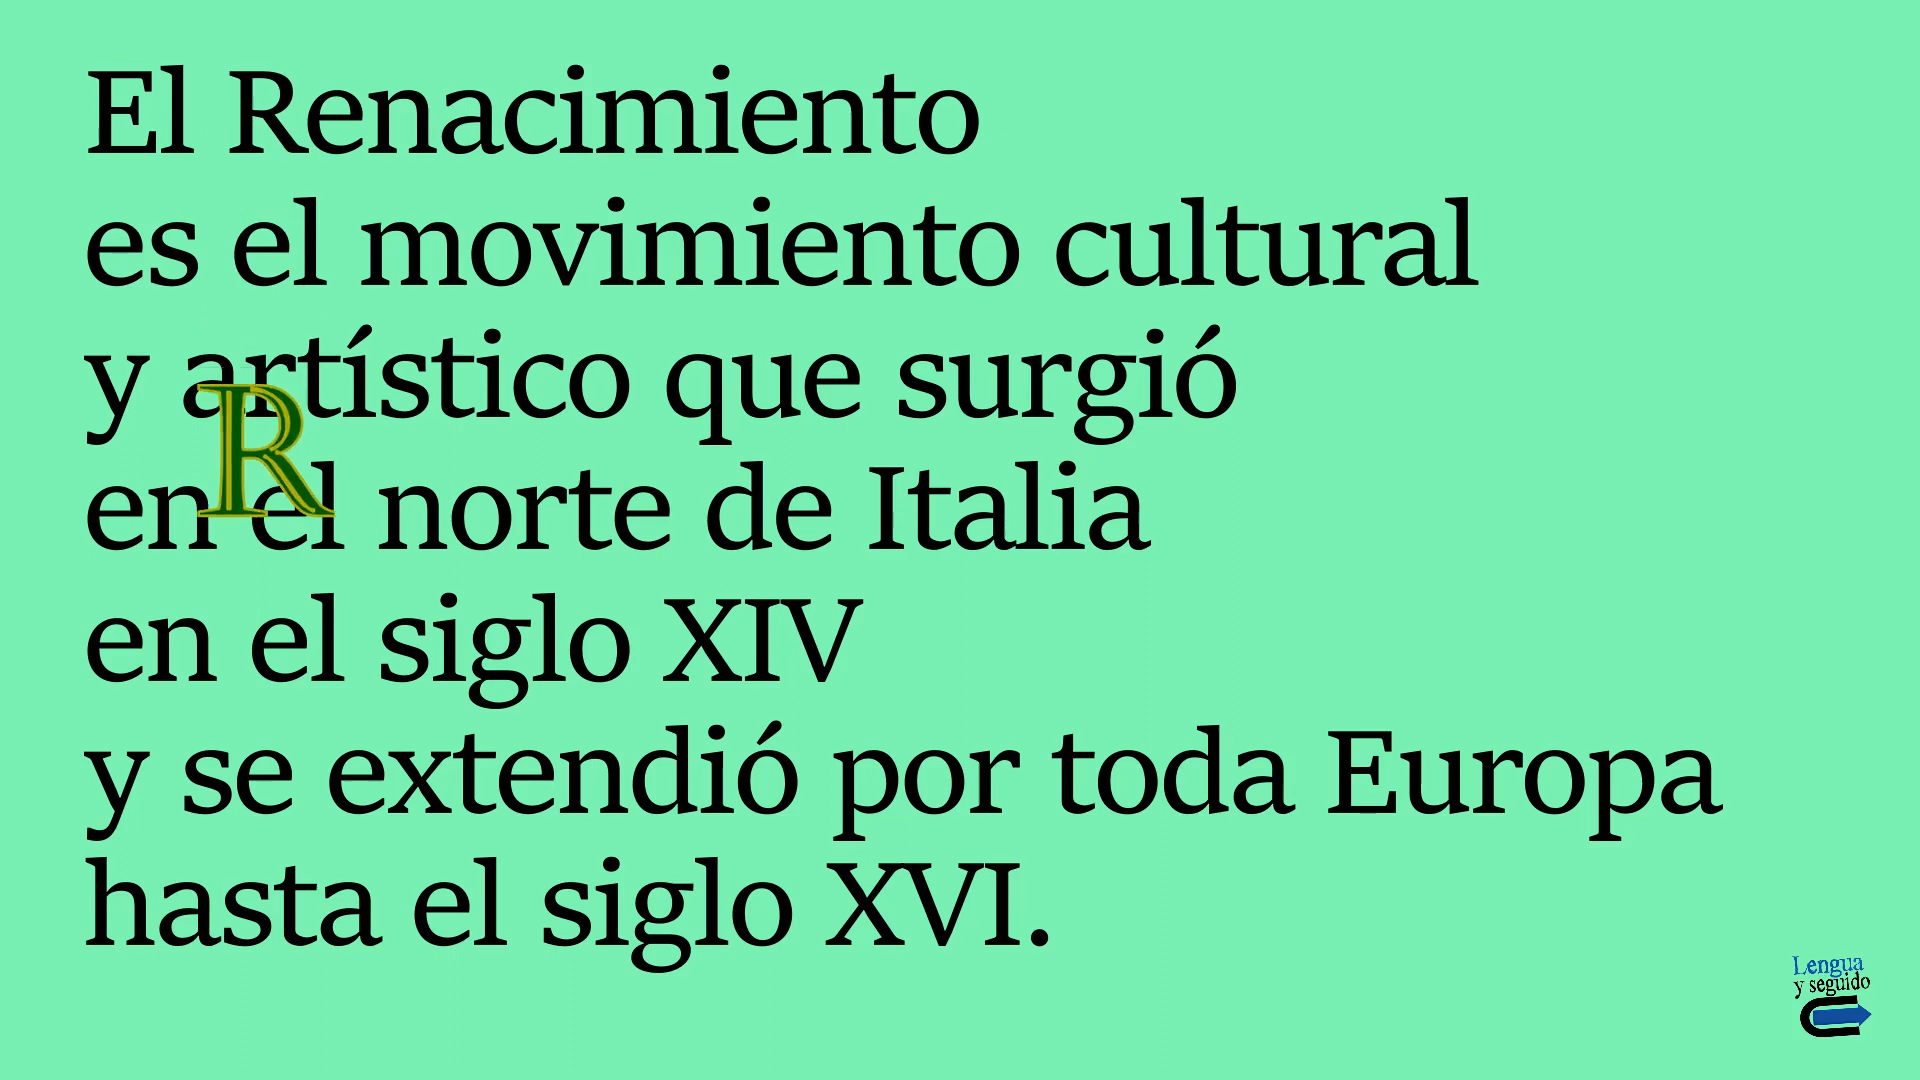 El Renacimiento
es el movimiento cultural
y artístico que surgió
R
en el norte de Italia
en el siglo XIV
y se extendió por toda Europa
hasta el siglo XVI.
Lengua
y seguido